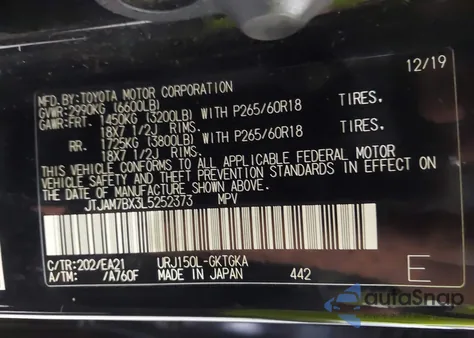 MFD.BY:TOYOTA MOTOR CORPORATION 12/19
GVWR:2990KG (6600LB)
GAWR:FRT. 1450KG (3200LB) WITH P265/60R18 TIRES,
18X7 1/2J RIMS.
RR. 1725KG (3800LB) WITH P265/60R18 TIRES,
18X7 1/2J RIMS.
THIS VEHICLE CONFORMS TO ALL APPLICABLE FEDERAL MOTOR
VEHICLE SAFETY AND THEFT PREVENTION STANDARDS IN EFFECT ON
THE DATE OF MANUFACTURE SHOWN ABOVE.
JTJAM7BX3L5252373 MPV
C/TR:202/EA21 URJ150L-GKTGKA
A/TM: 7A760F MADE IN JAPAN 442 E
autoSnap